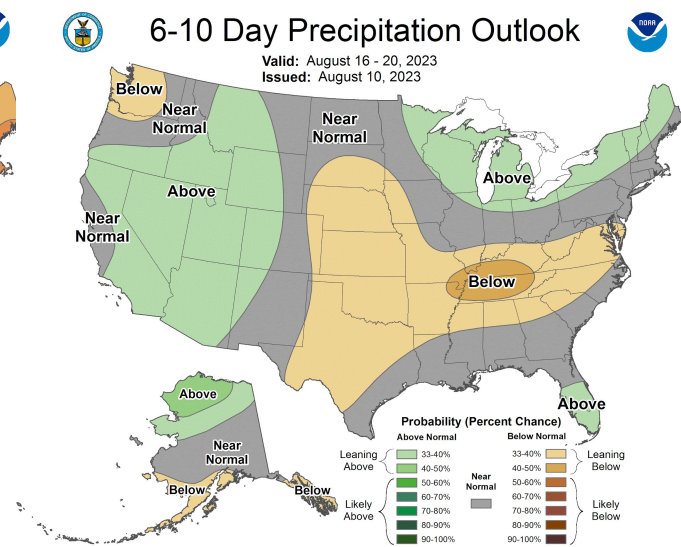 6-10 Day Precipitation Outlook
NOAA
Valid: August 16 - 20, 2023
Issued: August 10, 2023
Below
Near
Normal
Near
Normal
Above
Above
Near
Normal
Below
Above
Above
Near
Normal
Below
Below
Probability (Percent Chance)
Above Normal
Below Normal
Leaning
Above
33-40%
40-50%
50-60%
60-70%
70-80%
80-90%
90-100%
Likely
Above
Near
Normal
33-40%
40-50%
50-60%
60-70%
70-80%
80-90%
90-100%
Leaning
Below
Likely
Below